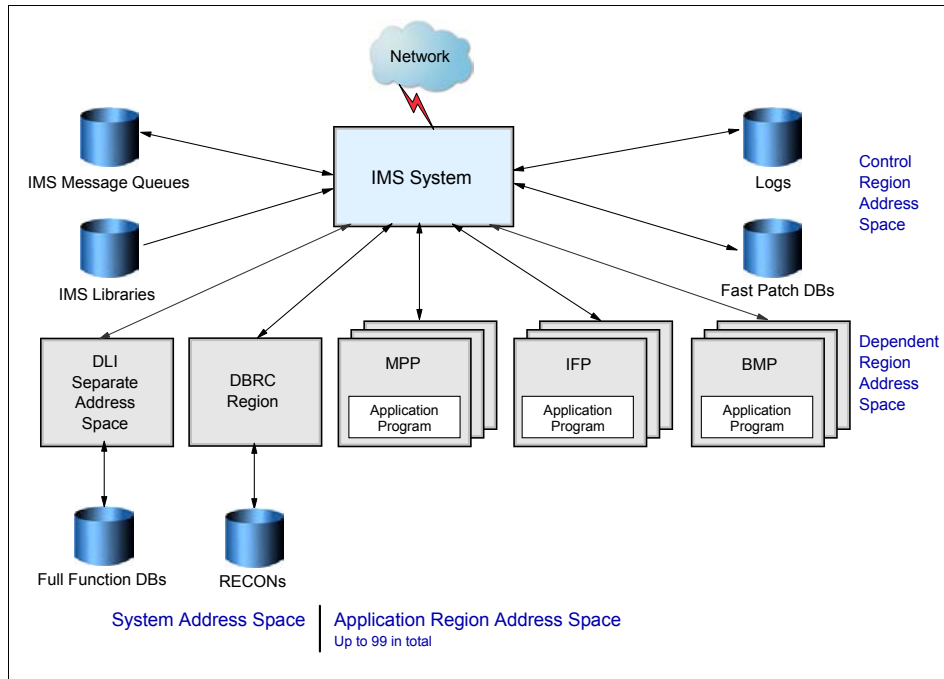 Network
IMS System
IMS Message Queues
Logs
Control
Region
Address
Space
IMS Libraries
Fast Patch DBs
DLI
Separate
Address
Space
DBRC
Region
MPP
Application
Program
IFP
Application
Program
BMP
Application
Program
Dependent
Region
Address
Space
Full Function DBs
RECONs
System Address Space
Application Region Address Space
Up to 99 in total